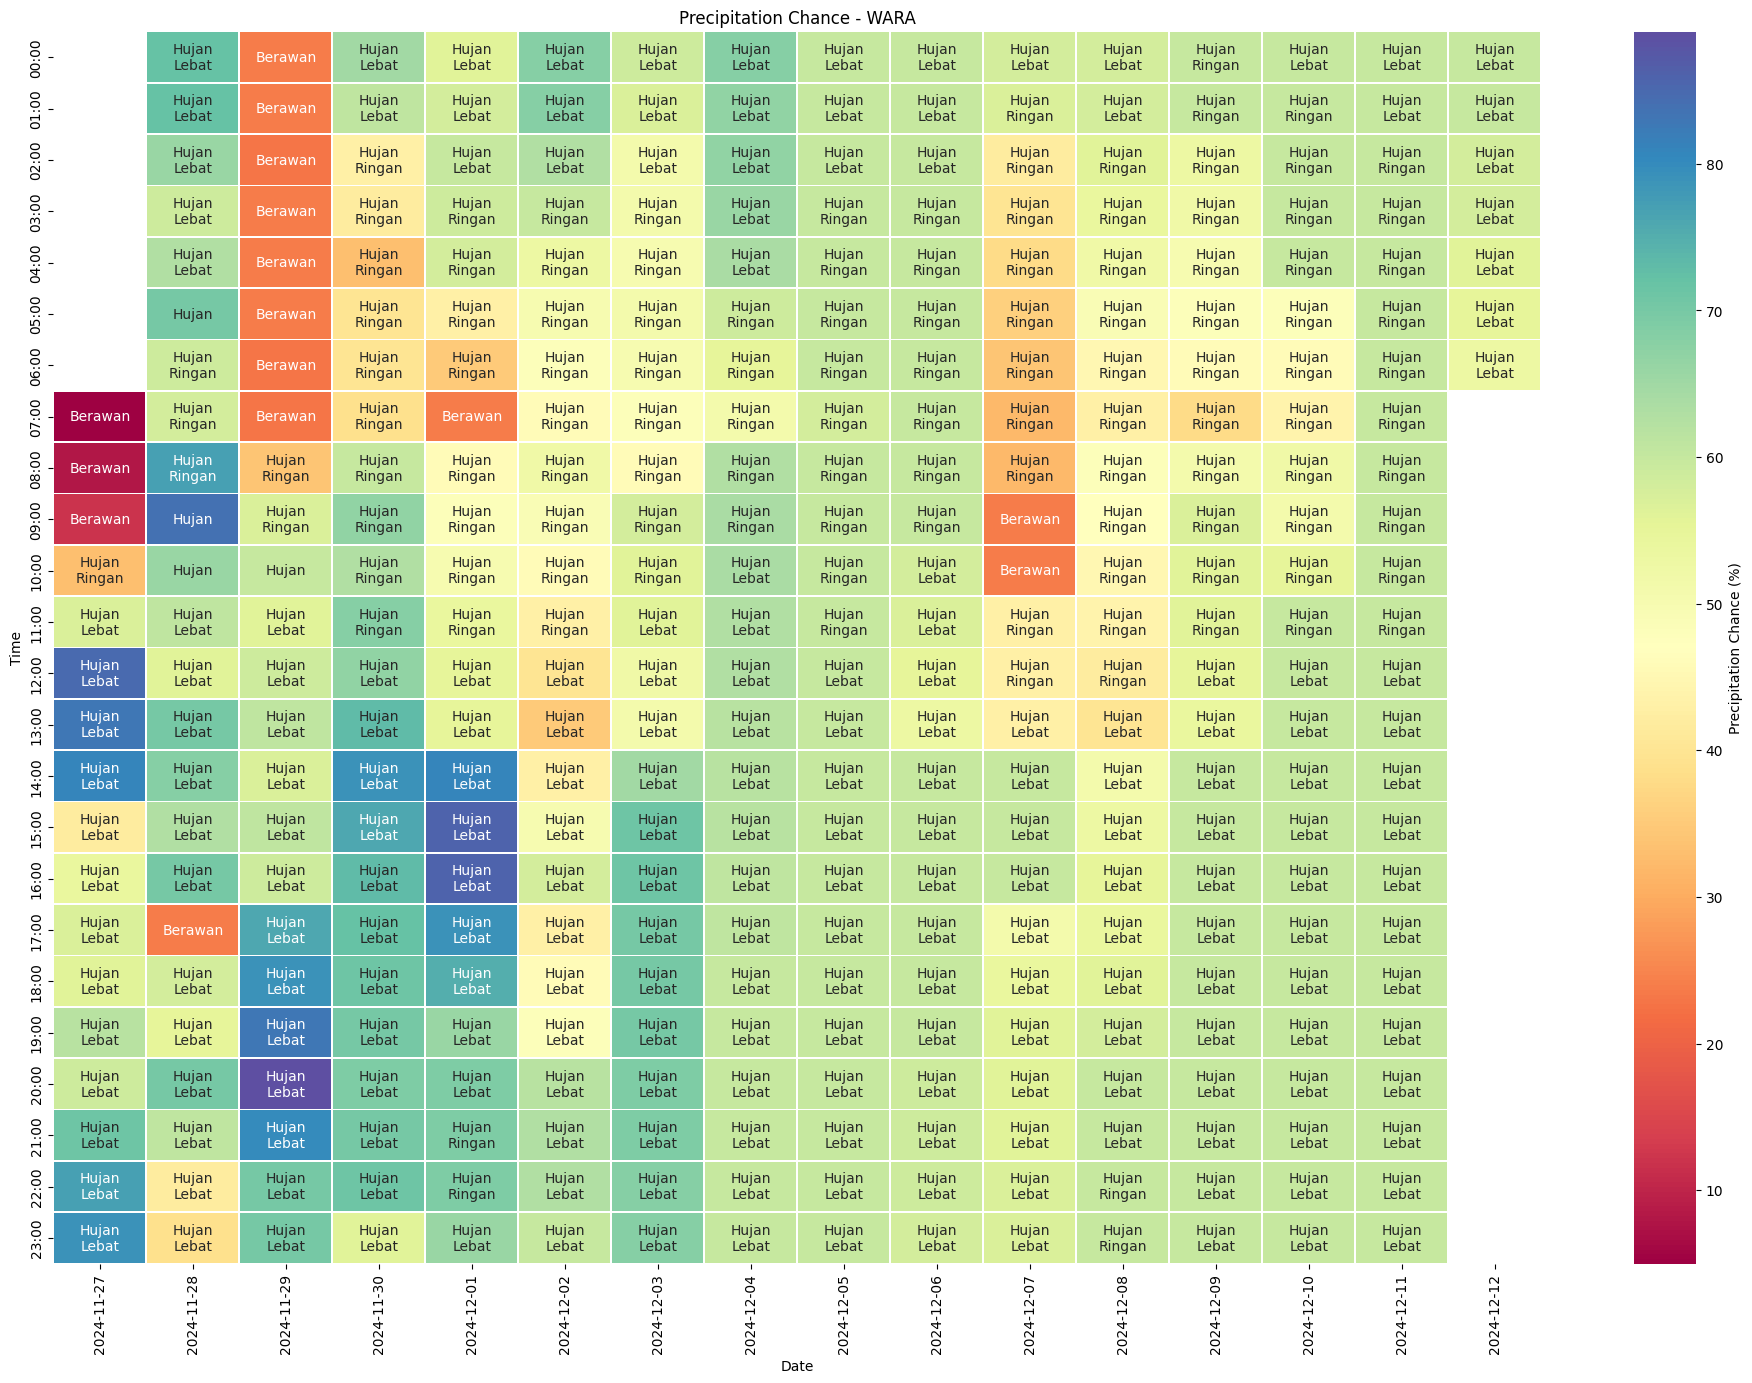 Precipitation Chance - WARA
00:00 Hujan Lebat Berawan Hujan Lebat Hujan Lebat Hujan Lebat Hujan Lebat Hujan Lebat Hujan Lebat Hujan Lebat Hujan Lebat Hujan Lebat Hujan Ringan Hujan Lebat Hujan Lebat Hujan Lebat
01:00 Hujan Lebat Berawan Hujan Lebat Hujan Lebat Hujan Lebat Hujan Lebat Hujan Lebat Hujan Lebat Hujan Lebat Hujan Ringan Hujan Lebat Hujan Ringan Hujan Ringan Hujan Lebat Hujan Lebat
02:00 Hujan Lebat Berawan Hujan Ringan Hujan Lebat Hujan Lebat Hujan Lebat Hujan Lebat Hujan Lebat Hujan Lebat Hujan Ringan Hujan Ringan Hujan Ringan Hujan Ringan Hujan Ringan Hujan Lebat
03:00 Hujan Lebat Berawan Hujan Ringan Hujan Ringan Hujan Ringan Hujan Ringan Hujan Lebat Hujan Ringan Hujan Ringan Hujan Ringan Hujan Ringan Hujan Ringan Hujan Ringan Hujan Ringan Hujan Lebat
04:00 Hujan Lebat Berawan Hujan Ringan Hujan Ringan Hujan Ringan Hujan Ringan Hujan Lebat Hujan Ringan Hujan Ringan Hujan Ringan Hujan Ringan Hujan Ringan Hujan Ringan Hujan Ringan Hujan Lebat
05:00 Hujan Berawan Hujan Ringan Hujan Ringan Hujan Ringan Hujan Ringan Hujan Ringan Hujan Ringan Hujan Ringan Hujan Ringan Hujan Ringan Hujan Ringan Hujan Ringan Hujan Ringan Hujan Lebat
06:00 Hujan Ringan Berawan Hujan Ringan Hujan Ringan Hujan Ringan Hujan Ringan Hujan Ringan Hujan Ringan Hujan Ringan Hujan Ringan Hujan Ringan Hujan Ringan Hujan Ringan Hujan Ringan Hujan Lebat
07:00 Berawan Hujan Ringan Berawan Hujan Ringan Berawan Hujan Ringan Hujan Ringan Hujan Ringan Hujan Ringan Hujan Ringan Hujan Ringan Hujan Ringan Hujan Ringan Hujan Ringan Hujan Ringan
08:00 Berawan Hujan Ringan Hujan Ringan Hujan Ringan Hujan Ringan Hujan Ringan Hujan Ringan Hujan Ringan Hujan Ringan Hujan Ringan Hujan Ringan Hujan Ringan Hujan Ringan Hujan Ringan Hujan Ringan
09:00 Berawan Hujan Hujan Ringan Hujan Ringan Hujan Ringan Hujan Ringan Hujan Ringan Hujan Ringan Hujan Ringan Hujan Ringan Berawan Hujan Ringan Hujan Ringan Hujan Ringan Hujan Ringan
10:00 Hujan Ringan Hujan Hujan Hujan Ringan Hujan Ringan Hujan Ringan Hujan Ringan Hujan Lebat Hujan Ringan Hujan Lebat Berawan Hujan Ringan Hujan Ringan Hujan Ringan Hujan Ringan
11:00 Hujan Lebat Hujan Lebat Hujan Lebat Hujan Ringan Hujan Ringan Hujan Ringan Hujan Lebat Hujan Lebat Hujan Ringan Hujan Lebat Hujan Ringan Hujan Ringan Hujan Ringan Hujan Ringan Hujan Ringan
12:00 Hujan Lebat Hujan Lebat Hujan Lebat Hujan Lebat Hujan Lebat Hujan Lebat Hujan Lebat Hujan Lebat Hujan Lebat Hujan Lebat Hujan Ringan Hujan Ringan Hujan Lebat Hujan Lebat Hujan Lebat
13:00 Hujan Lebat Hujan Lebat Hujan Lebat Hujan Lebat Hujan Lebat Hujan Lebat Hujan Lebat Hujan Lebat Hujan Lebat Hujan Lebat Hujan Lebat Hujan Lebat Hujan Lebat Hujan Lebat Hujan Lebat
14:00 Hujan Lebat Hujan Lebat Hujan Lebat Hujan Lebat Hujan Lebat Hujan Lebat Hujan Lebat Hujan Lebat Hujan Lebat Hujan Lebat Hujan Lebat Hujan Lebat Hujan Lebat Hujan Lebat Hujan Lebat
15:00 Hujan Lebat Hujan Lebat Hujan Lebat Hujan Lebat Hujan Lebat Hujan Lebat Hujan Lebat Hujan Lebat Hujan Lebat Hujan Lebat Hujan Lebat Hujan Lebat Hujan Lebat Hujan Lebat Hujan Lebat
16:00 Hujan Lebat Hujan Lebat Hujan Lebat Hujan Lebat Hujan Lebat Hujan Lebat Hujan Lebat Hujan Lebat Hujan Lebat Hujan Lebat Hujan Lebat Hujan Lebat Hujan Lebat Hujan Lebat Hujan Lebat
17:00 Hujan Lebat Berawan Hujan Lebat Hujan Lebat Hujan Lebat Hujan Lebat Hujan Lebat Hujan Lebat Hujan Lebat Hujan Lebat Hujan Lebat Hujan Lebat Hujan Lebat Hujan Lebat Hujan Lebat
18:00 Hujan Lebat Hujan Lebat Hujan Lebat Hujan Lebat Hujan Lebat Hujan Lebat Hujan Lebat Hujan Lebat Hujan Lebat Hujan Lebat Hujan Lebat Hujan Lebat Hujan Lebat Hujan Lebat Hujan Lebat
19:00 Hujan Lebat Hujan Lebat Hujan Lebat Hujan Lebat Hujan Lebat Hujan Lebat Hujan Lebat Hujan Lebat Hujan Lebat Hujan Lebat Hujan Lebat Hujan Lebat Hujan Lebat Hujan Lebat Hujan Lebat
20:00 Hujan Lebat Hujan Lebat Hujan Lebat Hujan Lebat Hujan Lebat Hujan Lebat Hujan Lebat Hujan Lebat Hujan Lebat Hujan Lebat Hujan Lebat Hujan Lebat Hujan Lebat Hujan Lebat Hujan Lebat
21:00 Hujan Lebat Hujan Lebat Hujan Lebat Hujan Lebat Hujan Ringan Hujan Lebat Hujan Lebat Hujan Lebat Hujan Lebat Hujan Lebat Hujan Lebat Hujan Lebat Hujan Lebat Hujan Lebat Hujan Lebat
22:00 Hujan Lebat Hujan Lebat Hujan Lebat Hujan Lebat Hujan Ringan Hujan Lebat Hujan Lebat Hujan Lebat Hujan Lebat Hujan Lebat Hujan Lebat Hujan Ringan Hujan Lebat Hujan Lebat Hujan Lebat
23:00 Hujan Lebat Hujan Lebat Hujan Lebat Hujan Lebat Hujan Lebat Hujan Lebat Hujan Lebat Hujan Lebat Hujan Lebat Hujan Lebat Hujan Lebat Hujan Ringan Hujan Lebat Hujan Lebat Hujan Lebat
Time
2024-11-27 2024-11-28 2024-11-29 2024-11-30 2024-12-01 2024-12-02 2024-12-03 2024-12-04 2024-12-05 2024-12-06 2024-12-07 2024-12-08 2024-12-09 2024-12-10 2024-12-11 2024-12-12
Date
80
70
60
50
40
30
20
10
Precipitation Chance (%)